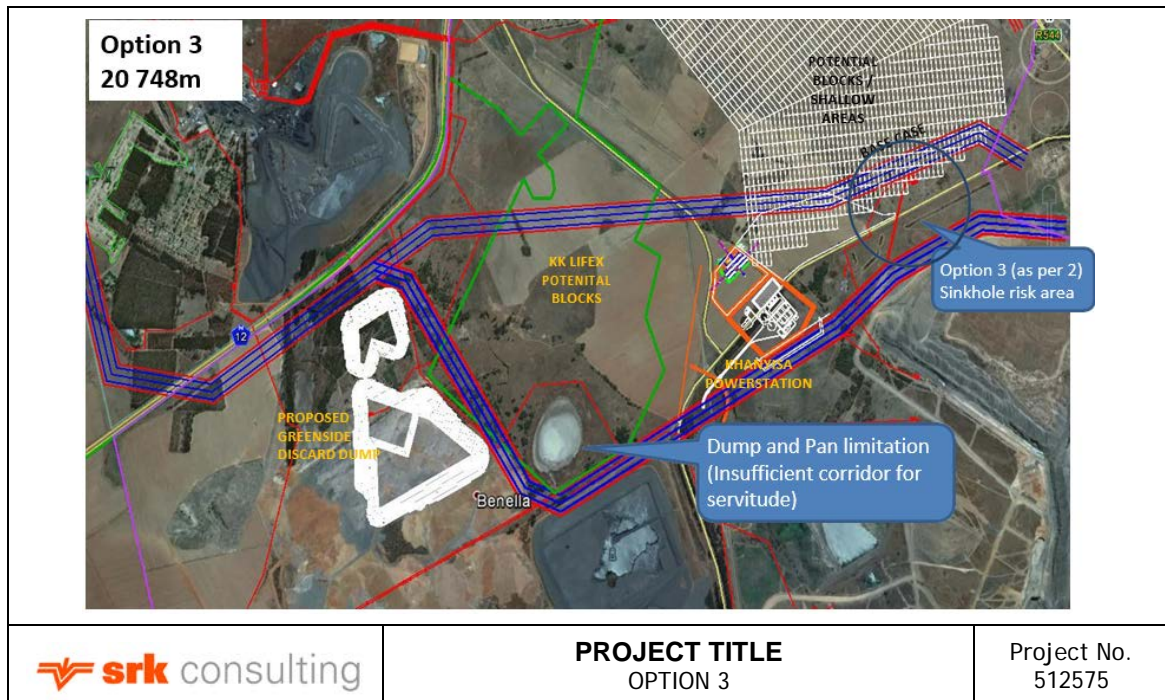 Option 3
20 748m
POTENTIAL
BLOCKS /
SHALLOW
AREAS
R544
BASE CASE
KK LIFEX
POTENITAL
BLOCKS
Option 3 (as per 2)
Sinkhole risk area
N
12
KHANYISA
POWERSTATION
PROPOSED
GREENSIDE
DISCARD DUMP
Dump and Pan limitation
(Insufficient corridor for
servitude)
Benella
srk consulting
PROJECT TITLE
OPTION 3
Project No.
512575